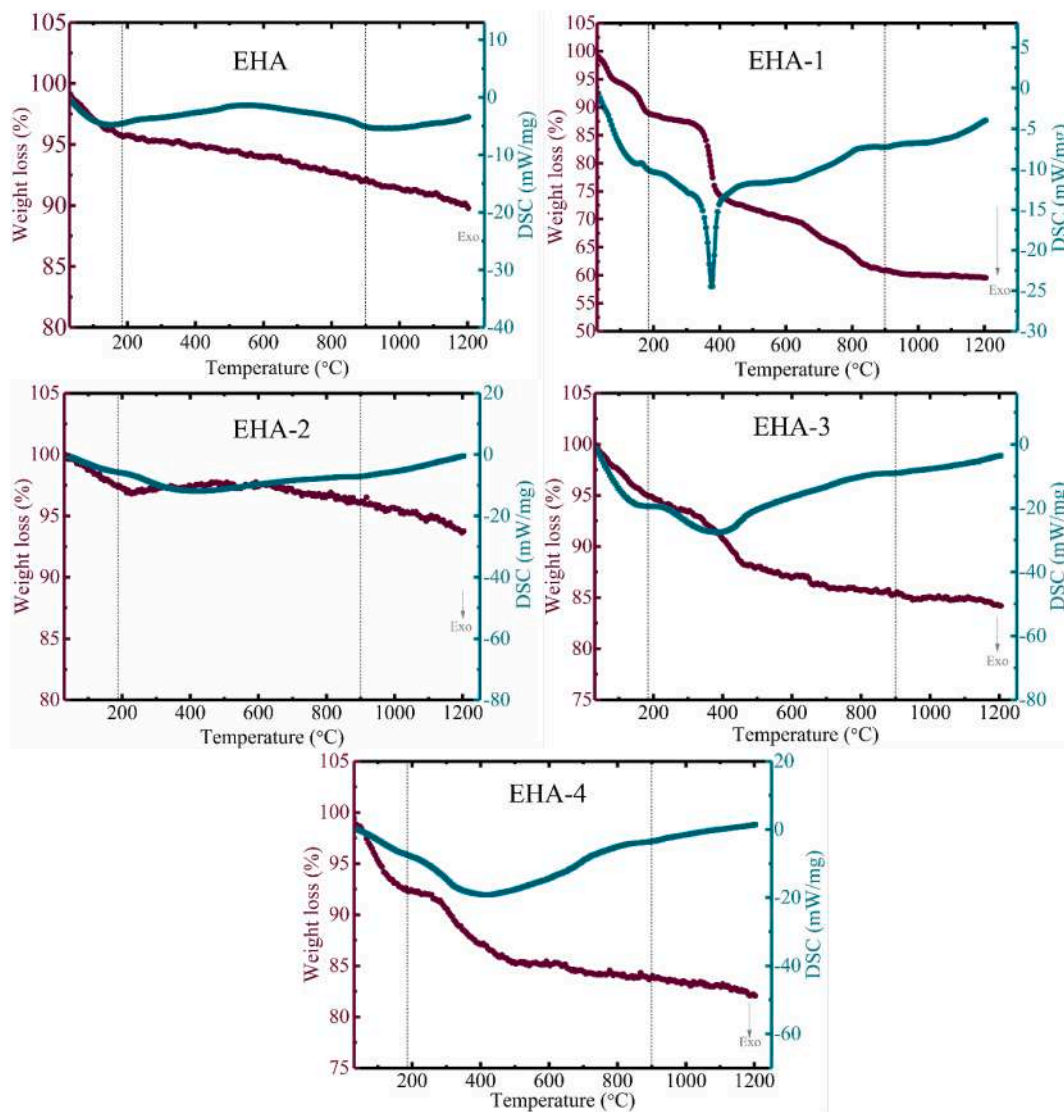 EHA
Weight loss (%)
105
100
95
90
85
80
10
0
-10
-20
-30
-40
DSC (mW/mg)
Exo
200 400 600 800 1000 1200
Temperature (°C)
EHA-1
Weight loss (%)
105
100
95
90
85
80
75
70
65
60
55
50
5
0
-5
-10
-15
-20
-25
-30
DSC (mW/mg)
Exo
200 400 600 800 1000 1200
Temperature (°C)
EHA-2
Weight loss (%)
105
100
95
90
85
80
20
0
-20
-40
-60
-80
DSC (mW/mg)
Exo
200 400 600 800 1000 1200
Temperature (°C)
EHA-3
Weight loss (%)
105
100
95
90
85
80
75
0
-20
-40
-60
-80
DSC (mW/mg)
Exo
200 400 600 800 1000 1200
Temperature (°C)
EHA-4
Weight loss (%)
105
100
95
90
85
80
75
20
0
-20
-40
-60
DSC (mW/mg)
Exo
200 400 600 800 1000 1200
Temperature (°C)